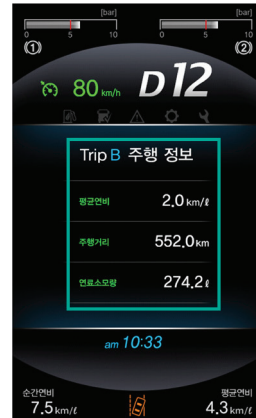 [bar] [bar]
0 5 10 0 5 10
(1) (2)
80 km/h D 12
Trip B 주행 정보
평균연비 2.0 km/ℓ
주행거리 552.0 km
연료소모량 274.2 ℓ
am 10:33
순간연비 평균연비
7.5 km/ℓ 4.3 km/ℓ